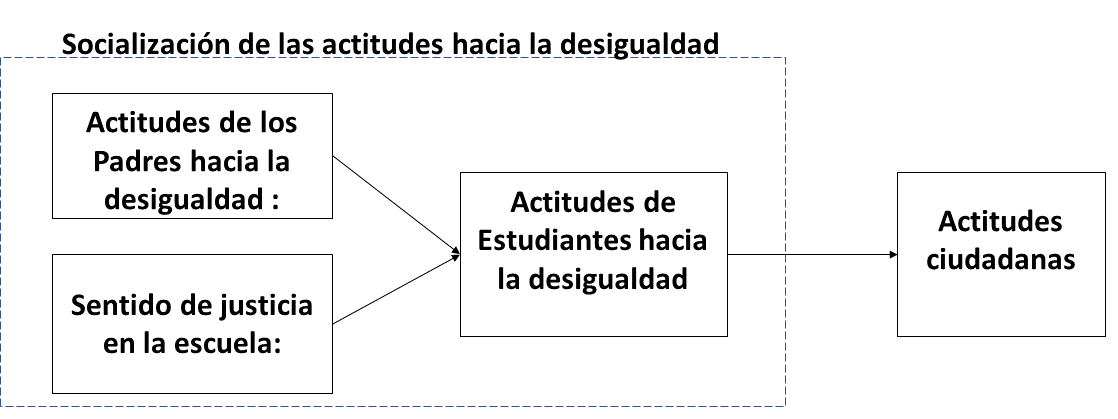 Socialización de las actitudes hacia la desigualdad
Actitudes de los
Padres hacia la
desigualdad :
Sentido de justicia
en la escuela:
Actitudes de
Estudiantes hacia
la desigualdad
Actitudes
ciudadanas